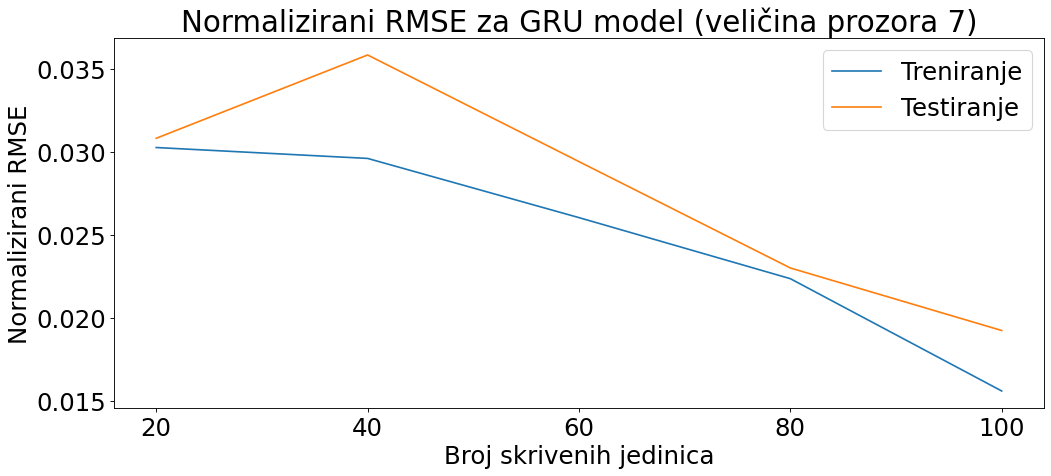 Normalizirani RMSE za GRU model (veličina prozora 7)
Treniranje
Testiranje
Normalizirani RMSE
0.035
0.030
0.025
0.020
0.015
20 40 60 80 100
Broj skrivenih jedinica